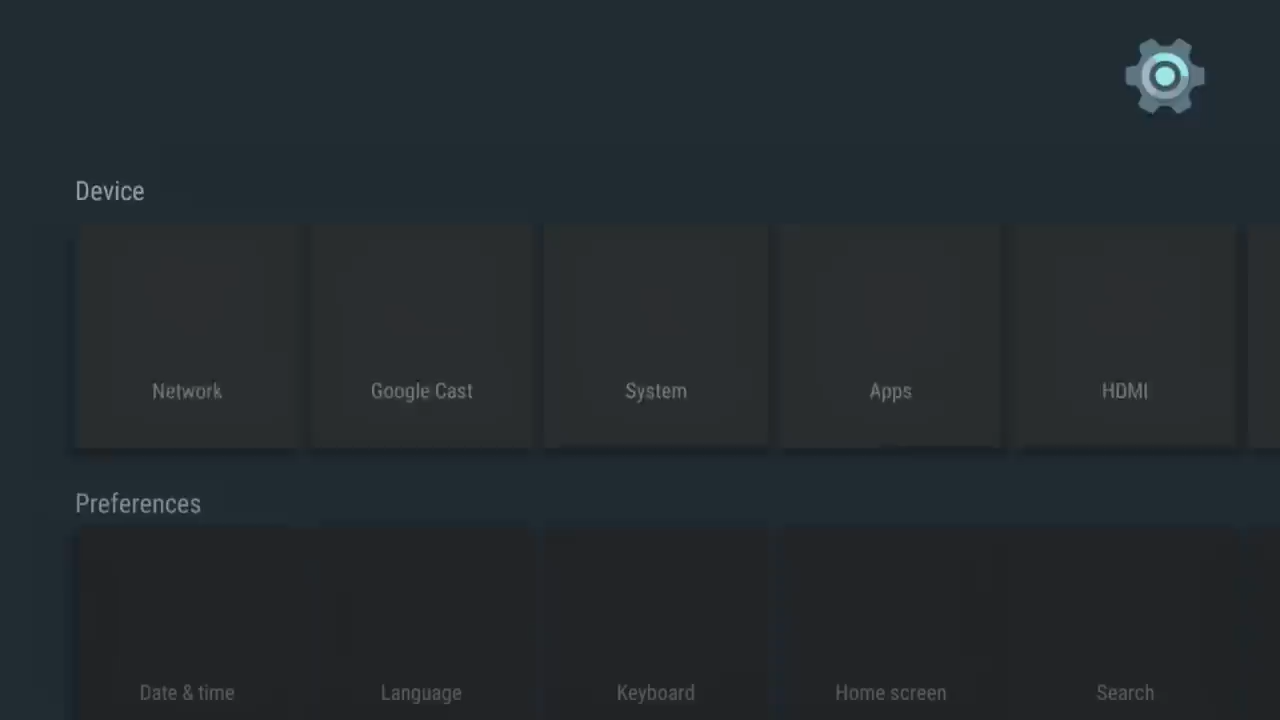 Device
Network Google Cast System Apps HDMI
Preferences
Date & time Language Keyboard Home screen Search